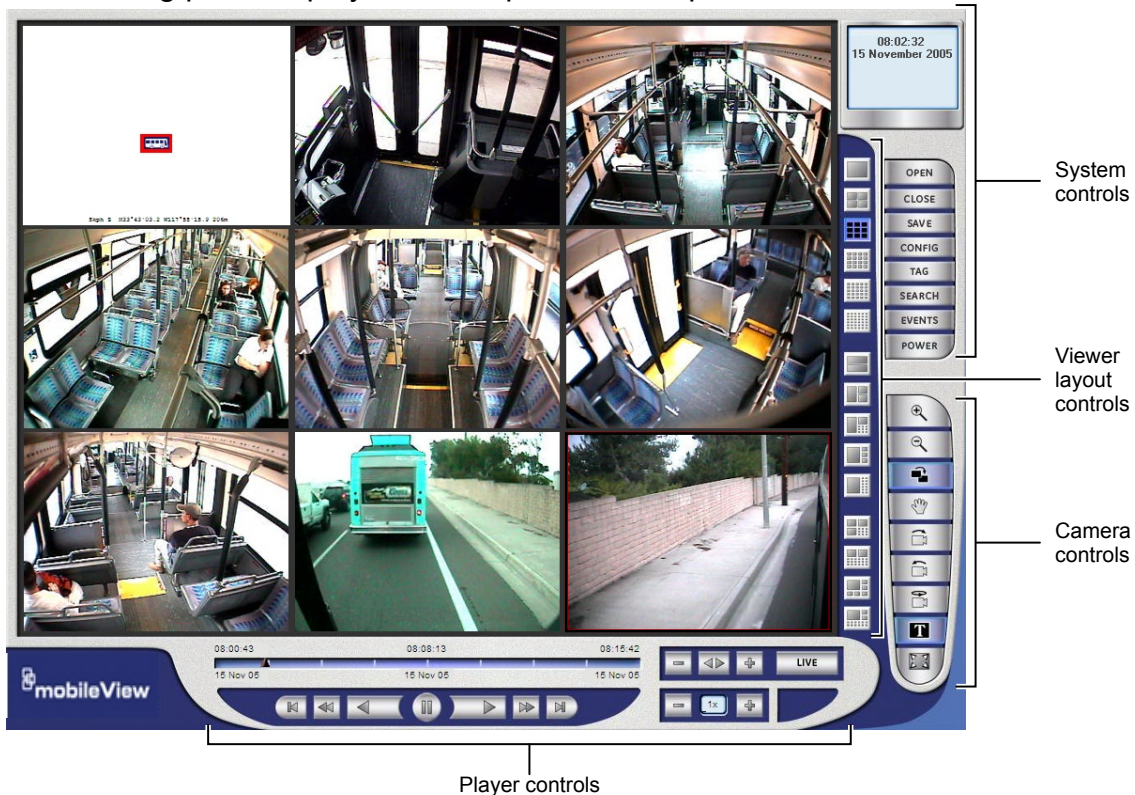 08:02:32
15 November 2005
OPEN
CLOSE
SAVE
CONFIG
TAG
SEARCH
EVENTS
POWER
System
controls
Viewer
layout
controls
Camera
controls
T
08:00:43 08:08:13 08:15:42
15 Nov 05 15 Nov 05 15 Nov 05
LIVE
1x
mobileView
Player controls